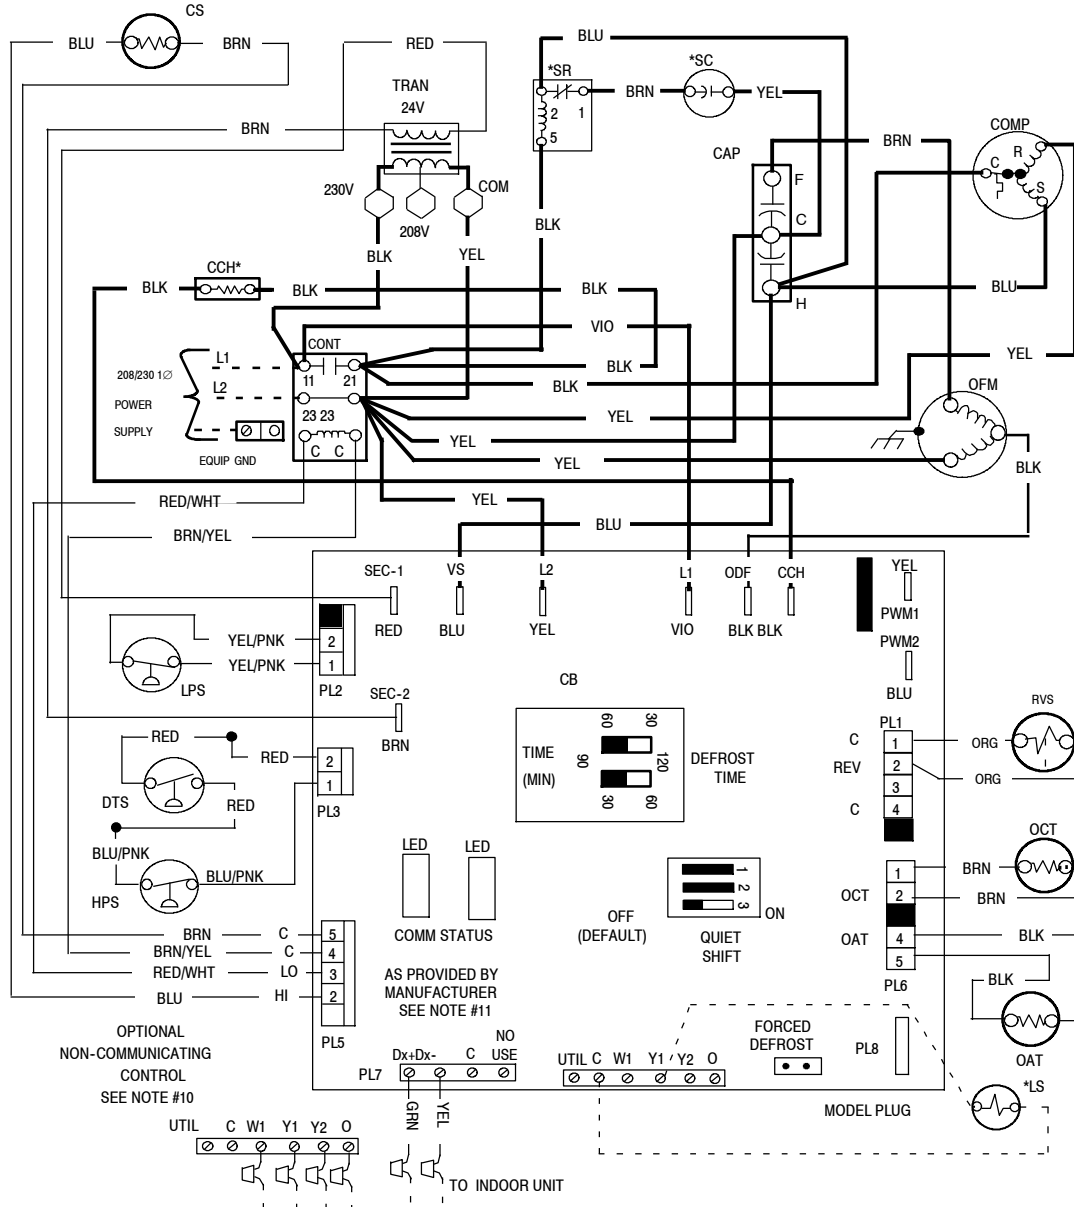 CS
BLU
BRN
RED
BLU
*SR
*SC
TRAN
24V
BRN
YEL
2
1
5
BRN
COMP
BRN
CAP
R
C
S
F
C
H
230V
COM
208V
BLK
BLK
YEL
CCH*
BLK
BLK
BLK
BLU
VIO
CONT
YEL
L1
BLK
208/230 1∅
11
21
BLK
OFM
L2
POWER
23 23
YEL
SUPPLY
YEL
C C
EQUIP GND
YEL
BLK
RED/WHT
YEL
BLU
BRN/YEL
SEC-1
VS
L2
L1
ODF
CCH
YEL
RED
BLU
YEL
VIO
BLK BLK
PWM1
YEL/PNK
2
YEL/PNK
1
PWM2
LPS
PL2
SEC-2
CB
BLU
BRN
RVS
PL1
RED
60
30
C
1
ORG
RED
2
TIME
90
120
DEFROST
REV
2
(MIN)
TIME
3
ORG
1
30
60
DTS
RED
PL3
C
4
BLU/PNK
LED
LED
OCT
1
BRN
BLU/PNK
1
2
3
OCT
2
BRN
HPS
OFF
ON
(DEFAULT)
BRN
C
5
COMM STATUS
QUIET
OAT
4
BLK
BRN/YEL
C
4
SHIFT
5
RED/WHT
LO
3
AS PROVIDED BY
BLK
PL6
BLU
HI
2
MANUFACTURER
SEE NOTE #11
OPTIONAL
PL5
NO
FORCED
NON-COMMUNICATING
Dx+Dx-
C
USE
DEFROST
PL8
CONTROL
PL7
UTIL
C
W1
Y1
Y2
O
OAT
SEE NOTE #10
*LS
GRN
YEL
MODEL PLUG
UTIL
C
W1
Y1
Y2
O
TO INDOOR UNIT